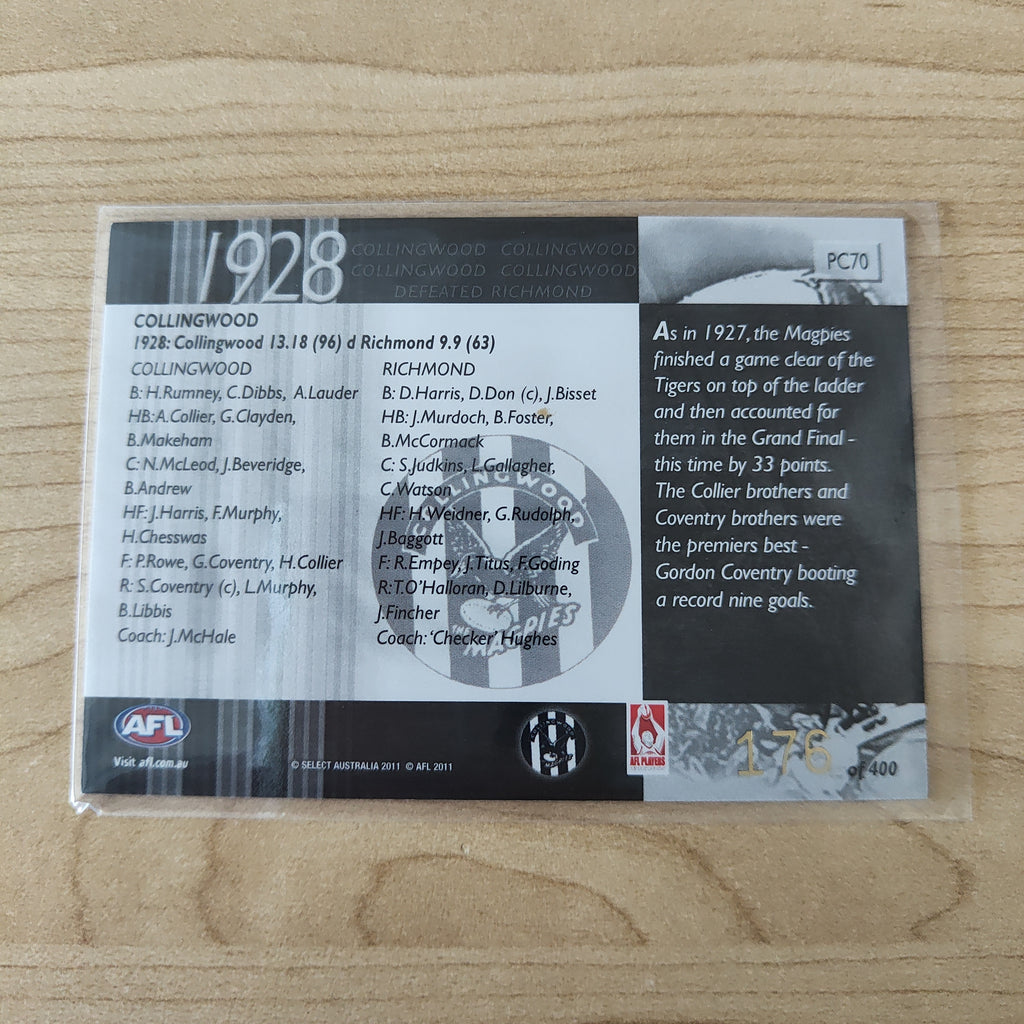 1928
COLLINGWOOD COLLINGWOOD
COLLINGWOOD COLLINGWOOD
DEFEATED RICHMOND
PC70
COLLINGWOOD
1928: Collingwood 13.18 (96) d Richmond 9.9 (63)
COLLINGWOOD
B: H.Rumney, C.Dibbs, A.Lauder
HB: A.Collier, G.Clayden,
B.Makeham
C: N.McLeod, J.Beveridge,
B.Andrew
HF: J.Harris, F.Murphy,
H.Chesswas
F: P.Rowe, G.Coventry, H.Collier
R: S.Coventry (c), L.Murphy,
B.Libbis
Coach: J.McHale
RICHMOND
B: D.Harris, D.Don (c), J.Bisset
HB: J.Murdoch, B.Foster,
B.McCormack
C: S.Judkins, L.Gallagher,
C.Watson
HF: H.Weidner, G.Rudolph,
J.Baggott
F: R.Empey, J.Titus, F.Goding
R: T.O'Halloran, D.Lilburne,
J.Fincher
Coach: 'Checker' Hughes
COLLINGWOOD
THE
MAGPIES
As in 1927, the Magpies
finished a game clear of the
Tigers on top of the ladder
and then accounted for
them in the Grand Final -
this time by 33 points.
The Collier brothers and
Coventry brothers were
the premiers best -
Gordon Coventry booting
a record nine goals.
AFL
Visit afl.com.au
© SELECT AUSTRALIA 2011 © AFL 2011
AFL PLAYERS
176
of 400